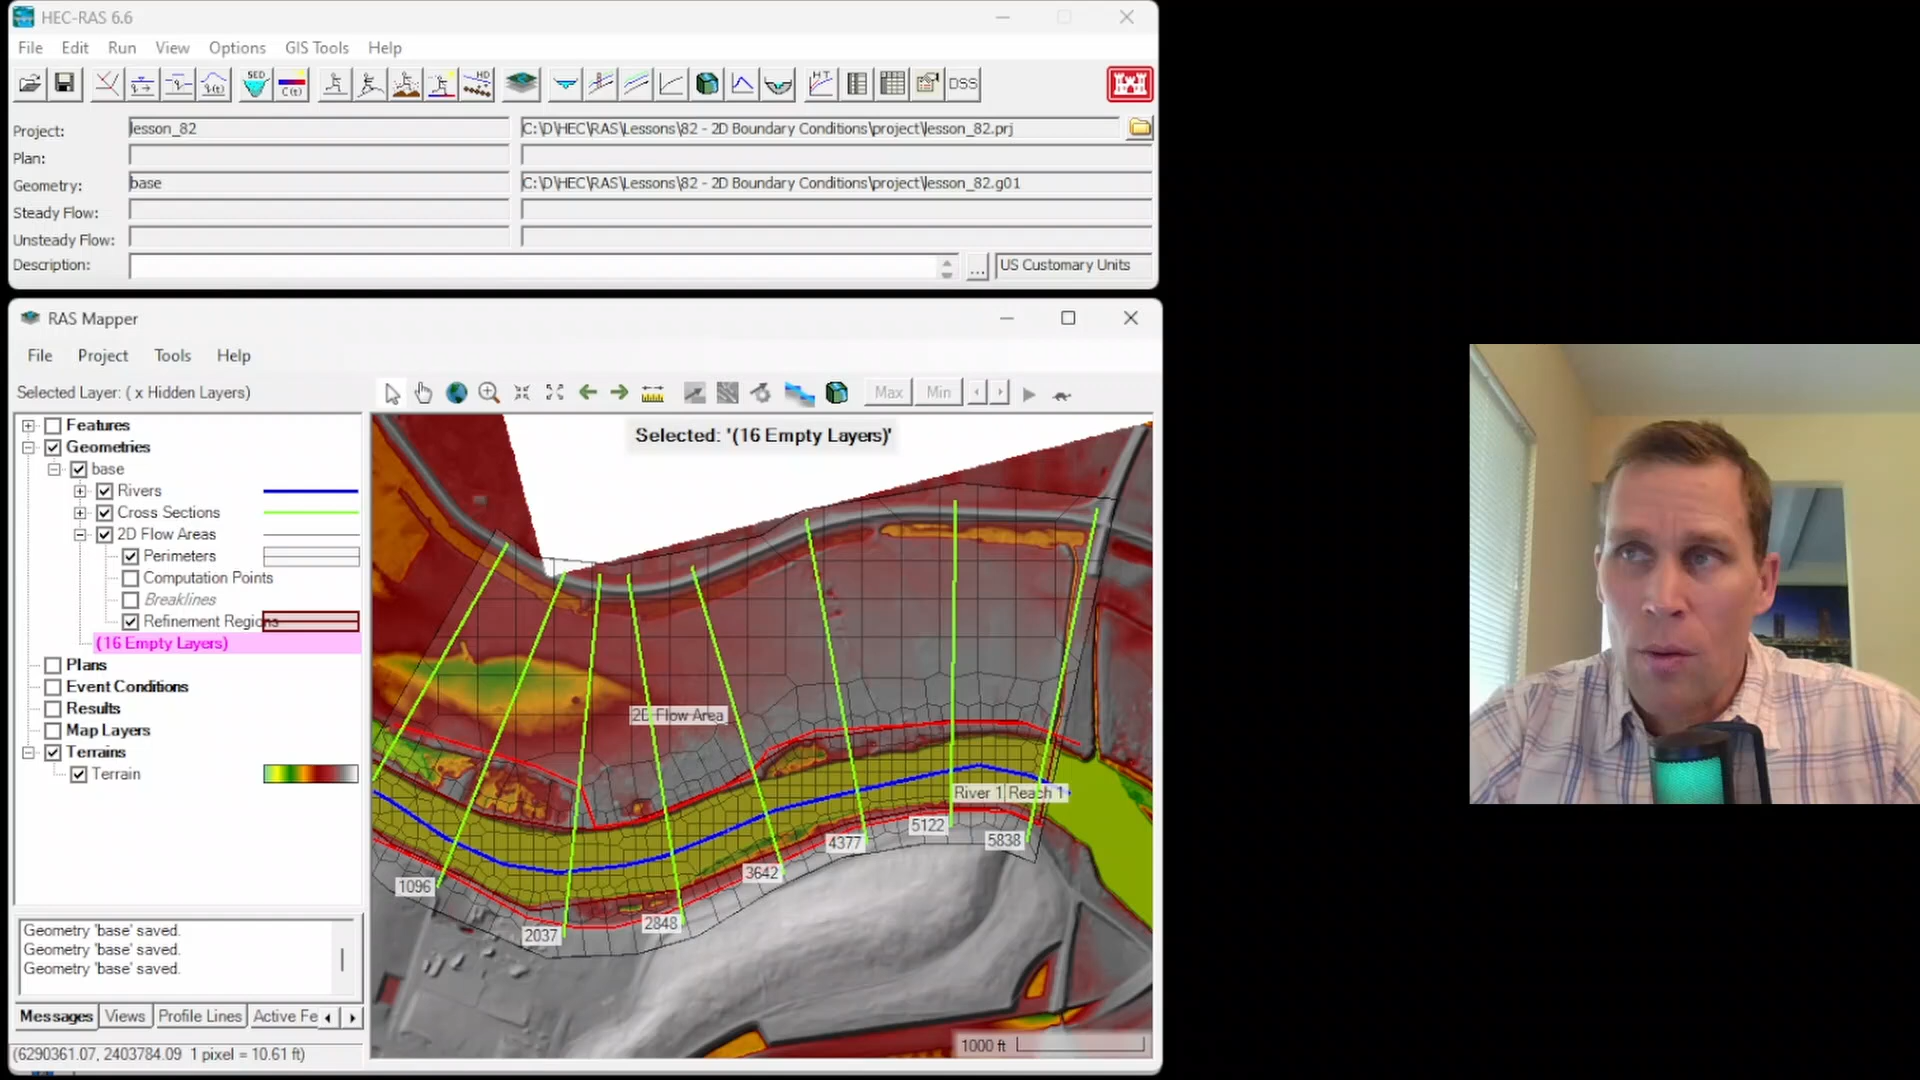 HEC-RAS 6.6
File Edit Run View Options GIS Tools Help
SED C(t) HD HT DSS
Project: lesson_82 C:\D\HEC\RAS\Lessons\82 - 2D Boundary Conditions\project\lesson_82.prj
Plan:
Geometry: base C:\D\HEC\RAS\Lessons\82 - 2D Boundary Conditions\project\lesson_82.g01
Steady Flow:
Unsteady Flow:
Description: ... US Customary Units
RAS Mapper
File Project Tools Help
Selected Layer: ( x Hidden Layers)
Max Min
Features
Geometries
base
Rivers
Cross Sections
2D Flow Areas
Perimeters
Computation Points
Breaklines
Refinement Regions
(16 Empty Layers)
Plans
Event Conditions
Results
Map Layers
Terrains
Terrain
Selected: '(16 Empty Layers)'
2D Flow Area
River 1 Reach 1
5838
5122
4377
3642
2848
2037
1096
1000 ft
Geometry 'base' saved.
Geometry 'base' saved.
Geometry 'base' saved.
Messages Views Profile Lines Active Fe
(6290361.07, 2403784.09 1 pixel = 10.61 ft)